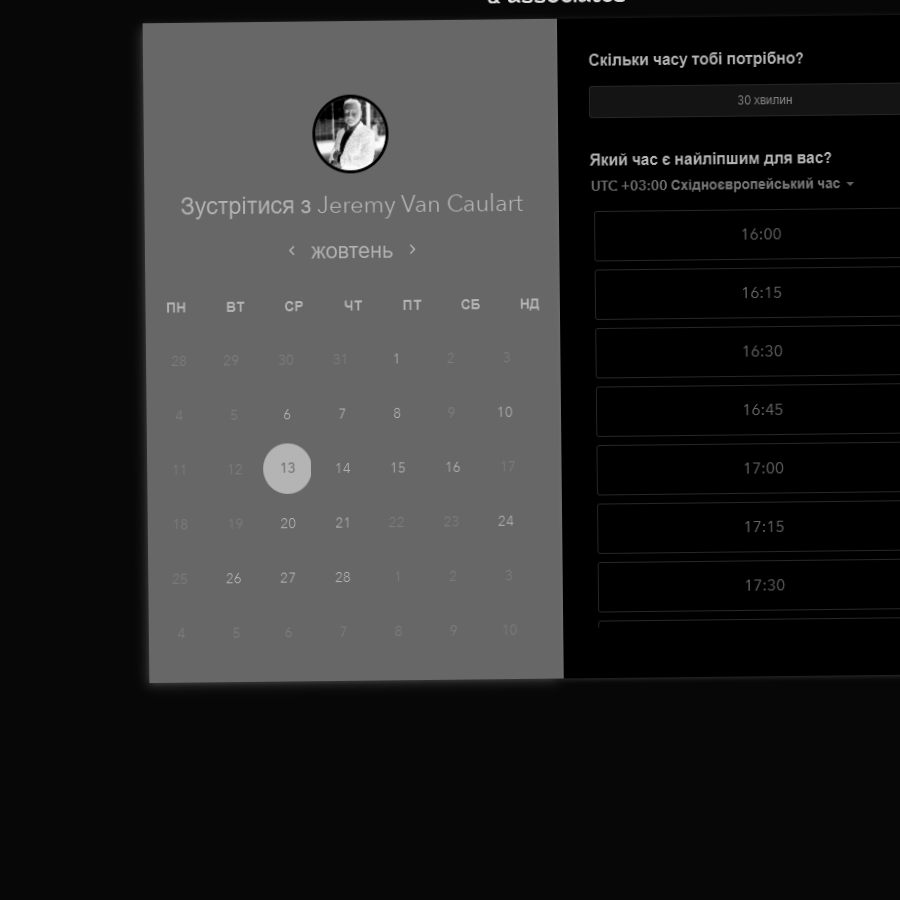 & associates
Зустрітися з Jeremy Van Caulart
‹ жовтень ›
ПН ВТ СР ЧТ ПТ СБ НД
28 29 30 31 1 2 3
4 5 6 7 8 9 10
11 12 13 14 15 16 17
18 19 20 21 22 23 24
25 26 27 28 1 2 3
4 5 6 7 8 9 10
Скільки часу тобі потрібно?
30 хвилин
Який час є найліпшим для вас?
UTC +03:00 Східноєвропейський час
16:00
16:15
16:30
16:45
17:00
17:15
17:30